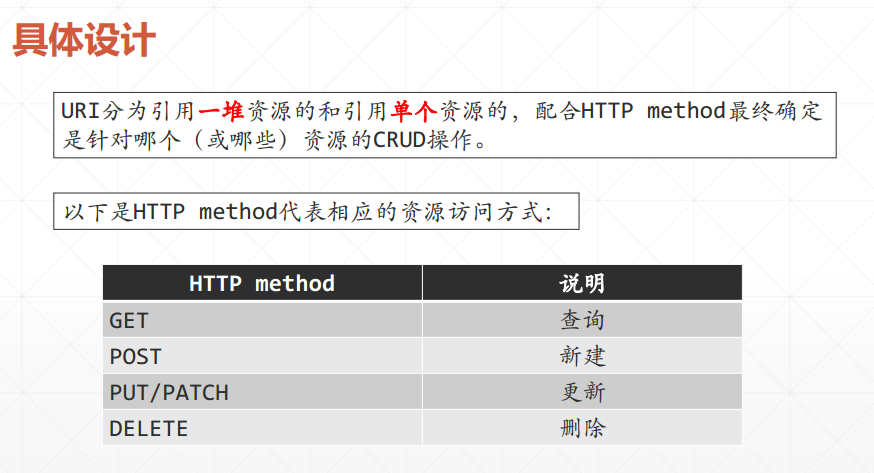 具体设计
URI分为引用一堆资源的和引用单个资源的，配合HTTP method最终确定
是针对哪个（或哪些）资源的CRUD操作。
以下是HTTP method代表相应的资源访问方式：
HTTP method 说明
GET 查询
POST 新建
PUT/PATCH 更新
DELETE 删除